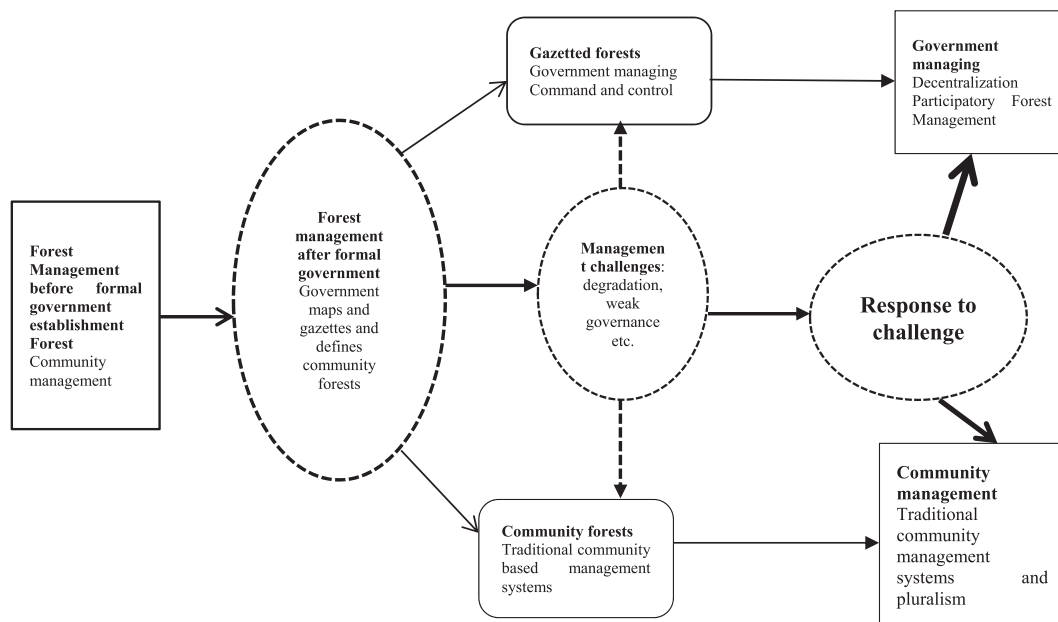 Forest
Management
before formal
government
establishment
Forest
Community
management
Forest
management
after formal
government
Government
maps and
gazettes and
defines
community
forests
Gazetted forests
Government managing
Command and control
Managemen
t challenges:
degradation,
weak
governance
etc.
Community forests
Traditional community
based management
systems
Government
managing
Decentralization
Participatory Forest
Management
Response to
challenge
Community
management
Traditional
community
management
systems and
pluralism